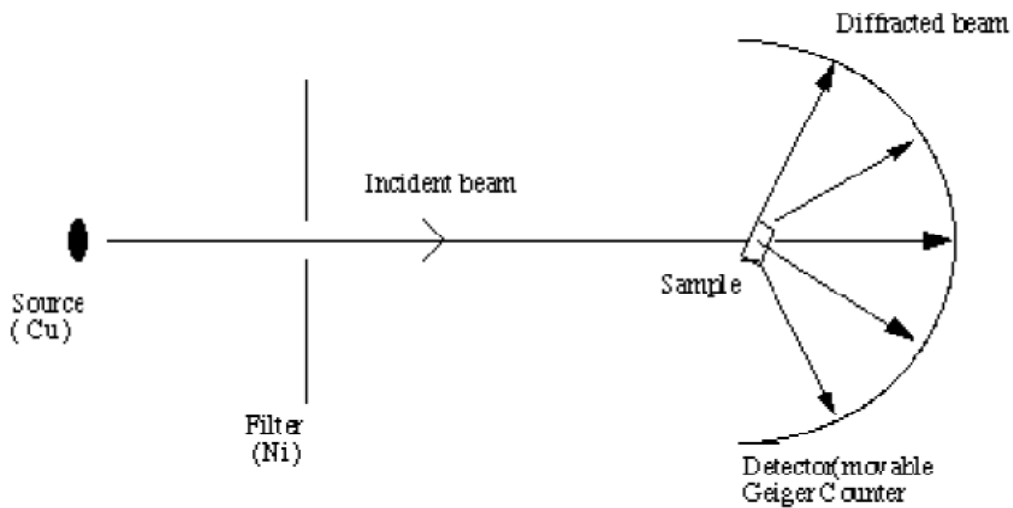 Diffracted beam
Incident beam
Sample
Source
( Cu)
Filter
(Ni)
Detector(movable
Geiger Counter